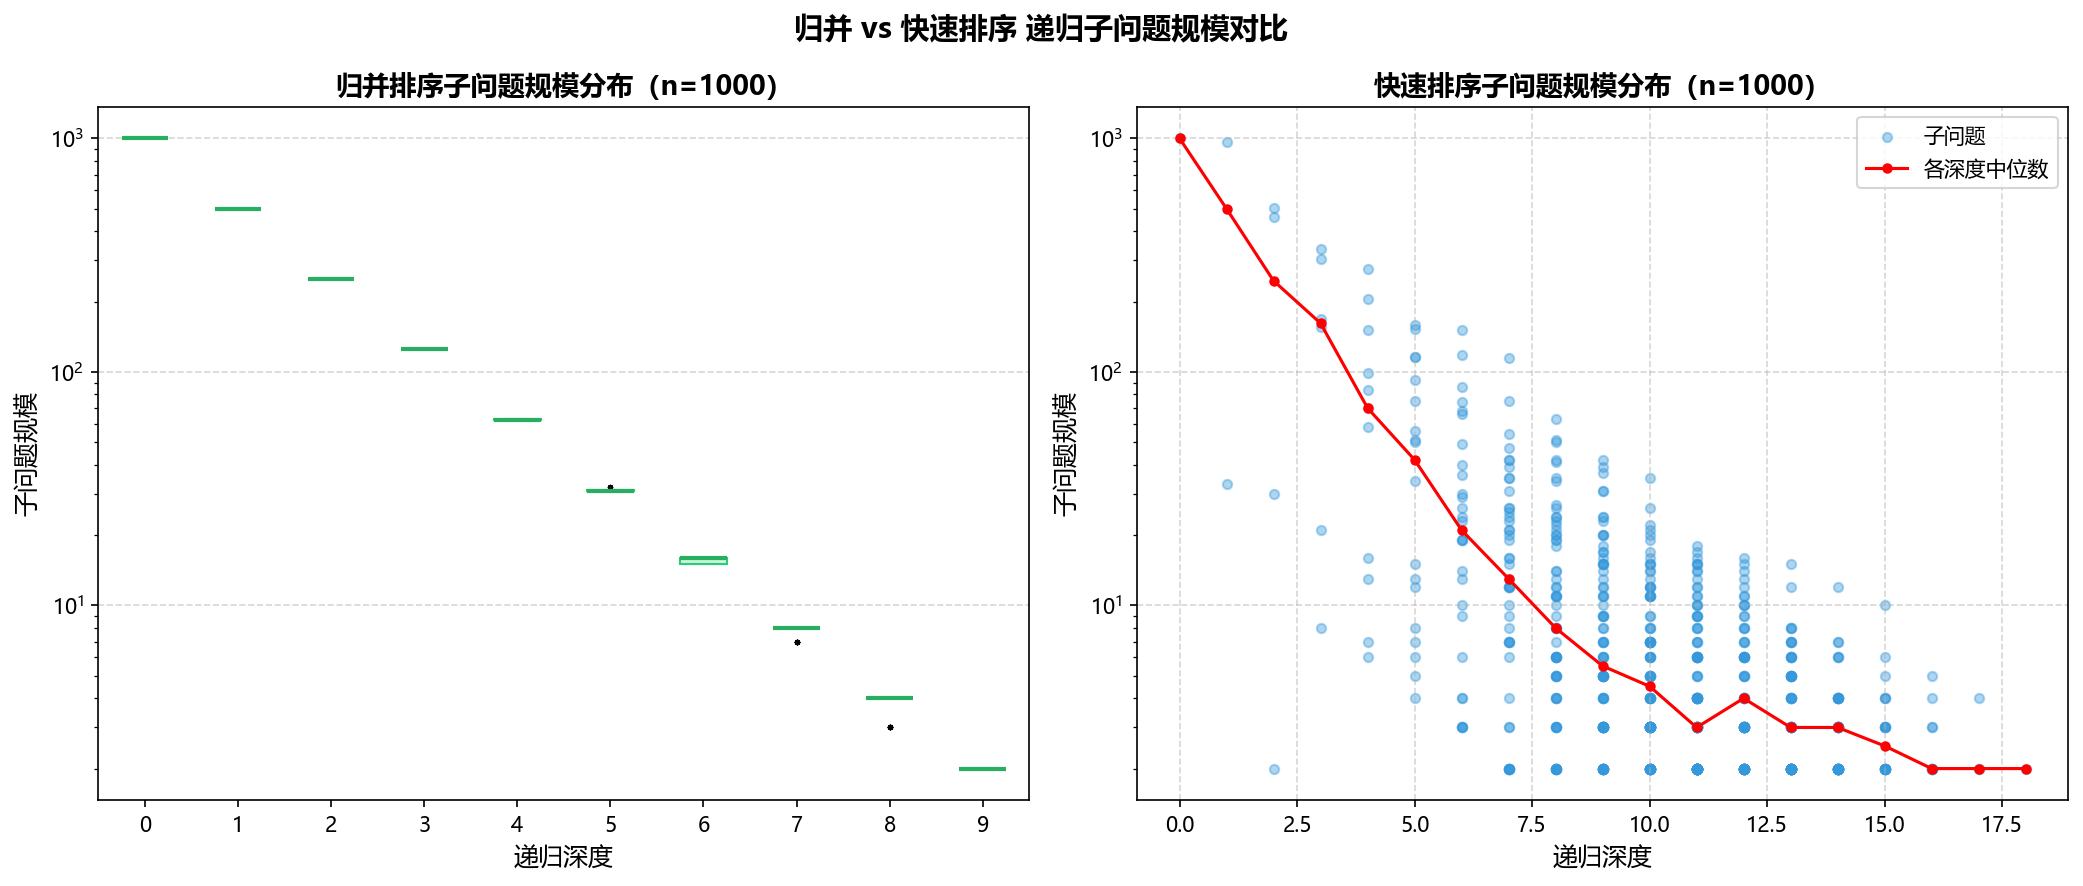 归并 vs 快速排序 递归子问题规模对比
归并排序子问题规模分布（n=1000）
子问题规模
10³
10²
10¹
0 1 2 3 4 5 6 7 8 9
递归深度
快速排序子问题规模分布（n=1000）
子问题规模
10³
10²
10¹
子问题
各深度中位数
0.0 2.5 5.0 7.5 10.0 12.5 15.0 17.5
递归深度